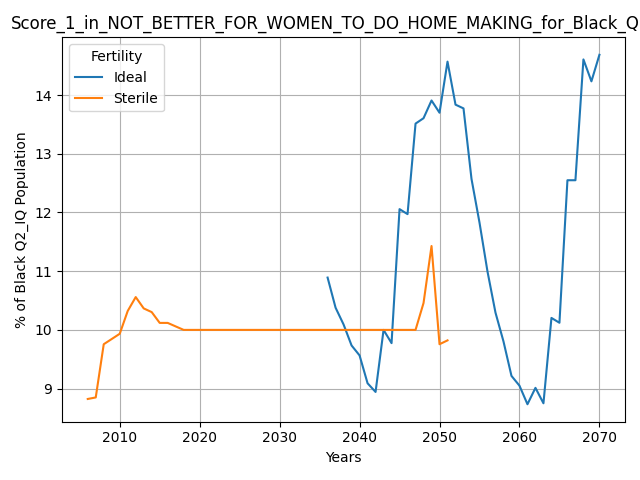 Score_1_in_NOT_BETTER_FOR_WOMEN_TO_DO_HOME_MAKING_for_Black_Q
Fertility
Ideal
Sterile
% of Black Q2_IQ Population
14
13
12
11
10
9
2010 2020 2030 2040 2050 2060 2070
Years